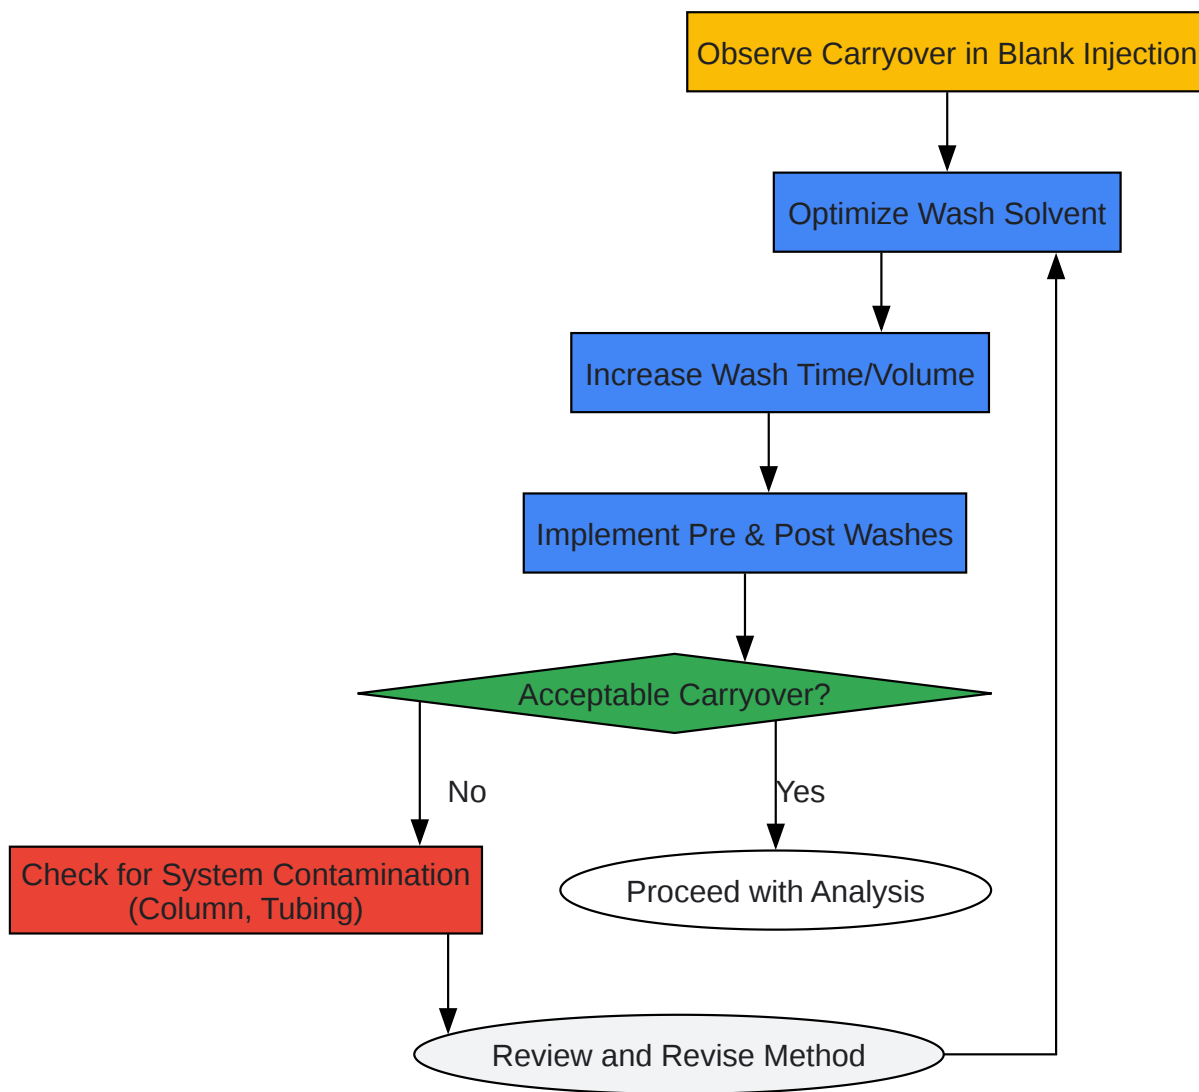 Observe Carryover in Blank Injection
Optimize Wash Solvent
Increase Wash Time/Volume
Implement Pre & Post Washes
Acceptable Carryover?
No
Yes
Check for System Contamination
(Column, Tubing)
Proceed with Analysis
Review and Revise Method